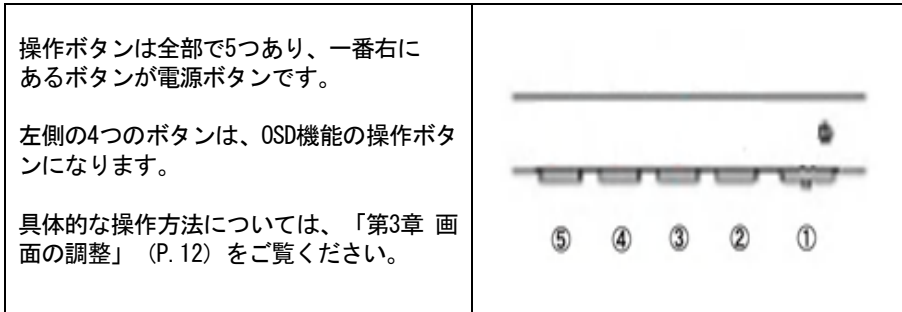 操作ボタンは全部で5つあり、一番右に
あるボタンが電源ボタンです。
左側の4つのボタンは、OSD機能の操作ボタ
ンになります。
具体的な操作方法については、「第3章 画
面の調整」（P.12）をご覧ください。
⑤ ④ ③ ② ①